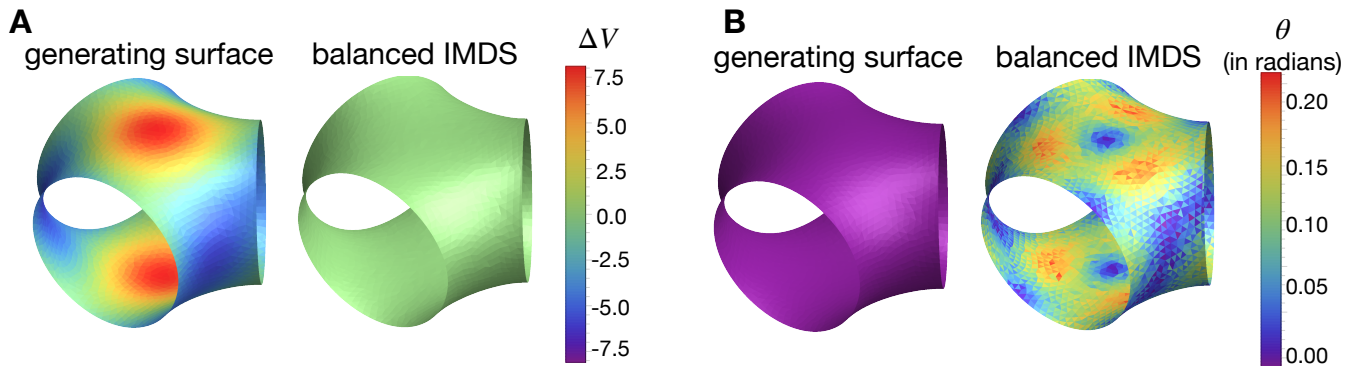 A
generating surface
balanced IMDS
ΔV
7.5
5.0
2.5
0.0
-2.5
-5.0
-7.5
B
generating surface
balanced IMDS
θ
(in radians)
0.20
0.15
0.10
0.05
0.00